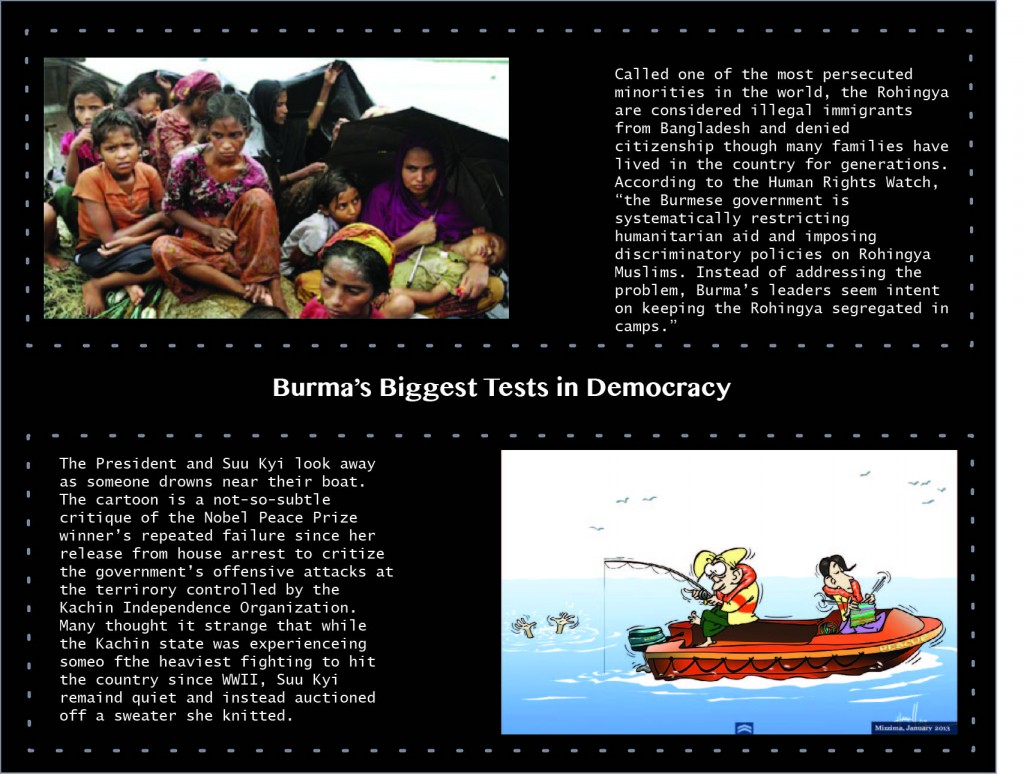 Called one of the most persecuted
minorities in the world, the Rohingya
are considered illegal immigrants
from Bangladesh and denied
citizenship though many families have
lived in the country for generations.
According to the Human Rights Watch,
“the Burmese government is
systematically restricting
humanitarian aid and imposing
discriminatory policies on Rohingya
Muslims. Instead of addressing the
problem, Burma’s leaders seem intent
on keeping the Rohingya segregated in
camps.”
Burma’s Biggest Tests in Democracy
The President and Suu Kyi look away
as someone drowns near their boat.
The cartoon is a not-so-subtle
critique of the Nobel Peace Prize
winner’s repeated failure since her
release from house arrest to critize
the government’s offensive attacks at
the terrirory controlled by the
Kachin Independence Organization.
Many thought it strange that while
the Kachin state was experienceing
someo fthe heaviest fighting to hit
the country since WWII, Suu Kyi
remaind quiet and instead auctioned
off a sweater she knitted.
RESCUE
Mizzima, January 2013